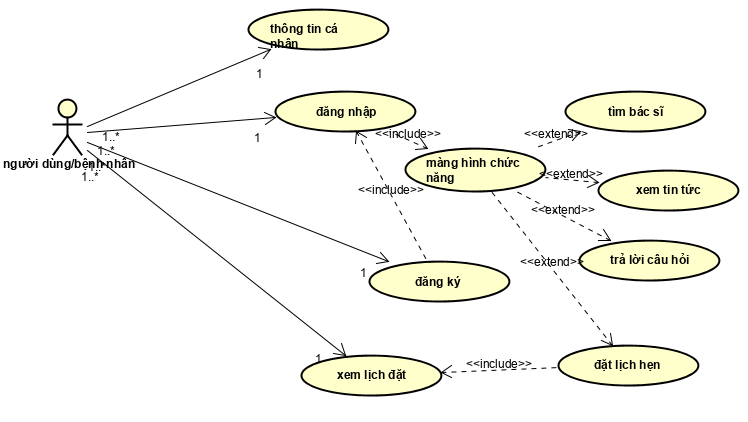 thông tin cá
nhân
1
đăng nhập
<<include>>
<<extend>>
tìm bác sĩ
1..*
1
1..*
người dùng/bệnh nhân
1..*
màng hình chức
năng
<<extend>>
xem tin tức
<<include>>
<<extend>>
trả lời câu hỏi
<<extend>>
1
đăng ký
1
xem lịch đặt
<<include>>
đặt lịch hẹn